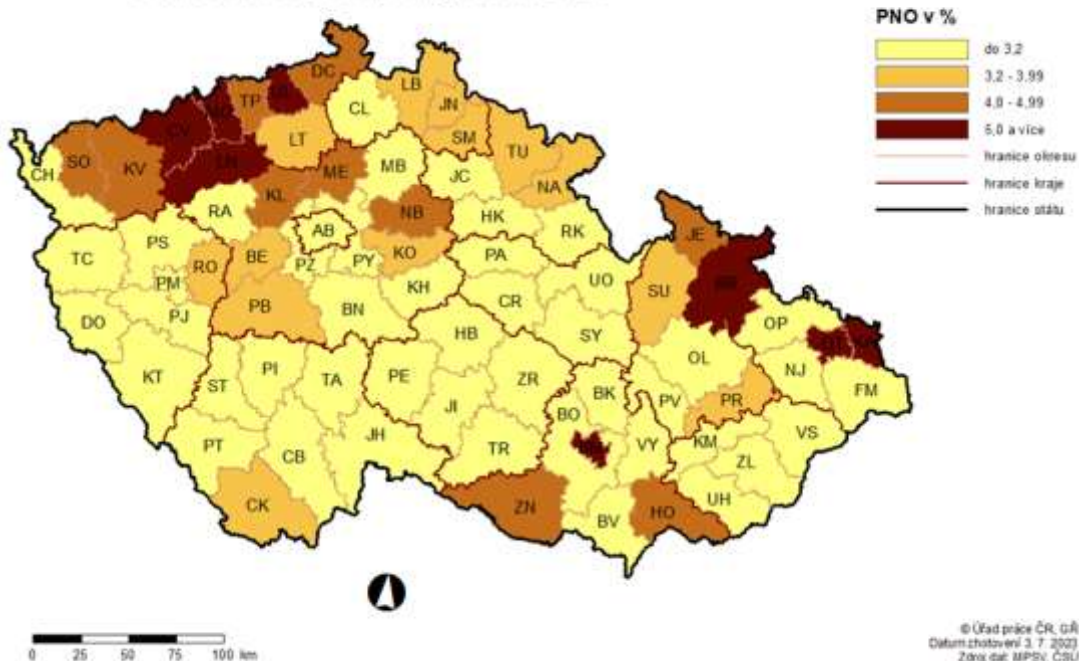 PNO v %
do 3,2
3,2 - 3,99
4,0 - 4,99
5,0 a více
hranice okresu
hranice kraje
hranice státu
DC
TP
LB
JN
CL
SM
LT
TU
SO
KV
CH
ME
MB
JC
NA
KL
RA
NB
HK
RK
AB
JE
TC
PS
RO
BE
PZ
PY
KO
PA
SU
UO
PM
KH
CR
PB
BN
OP
DO
PJ
HB
SY
OL
NJ
KT
ST
PI
TA
PE
ZR
FM
BK
PV
PR
JI
BO
PT
JH
TR
VY
KM
VS
CB
ZL
CK
ZN
HO
UH
BV
0 25 50 75 100 km
© Úřad práce ČR, GŘ
Datum zhotovení 3. 7. 2023
Zdroj dat: MPSV, ČSÚ